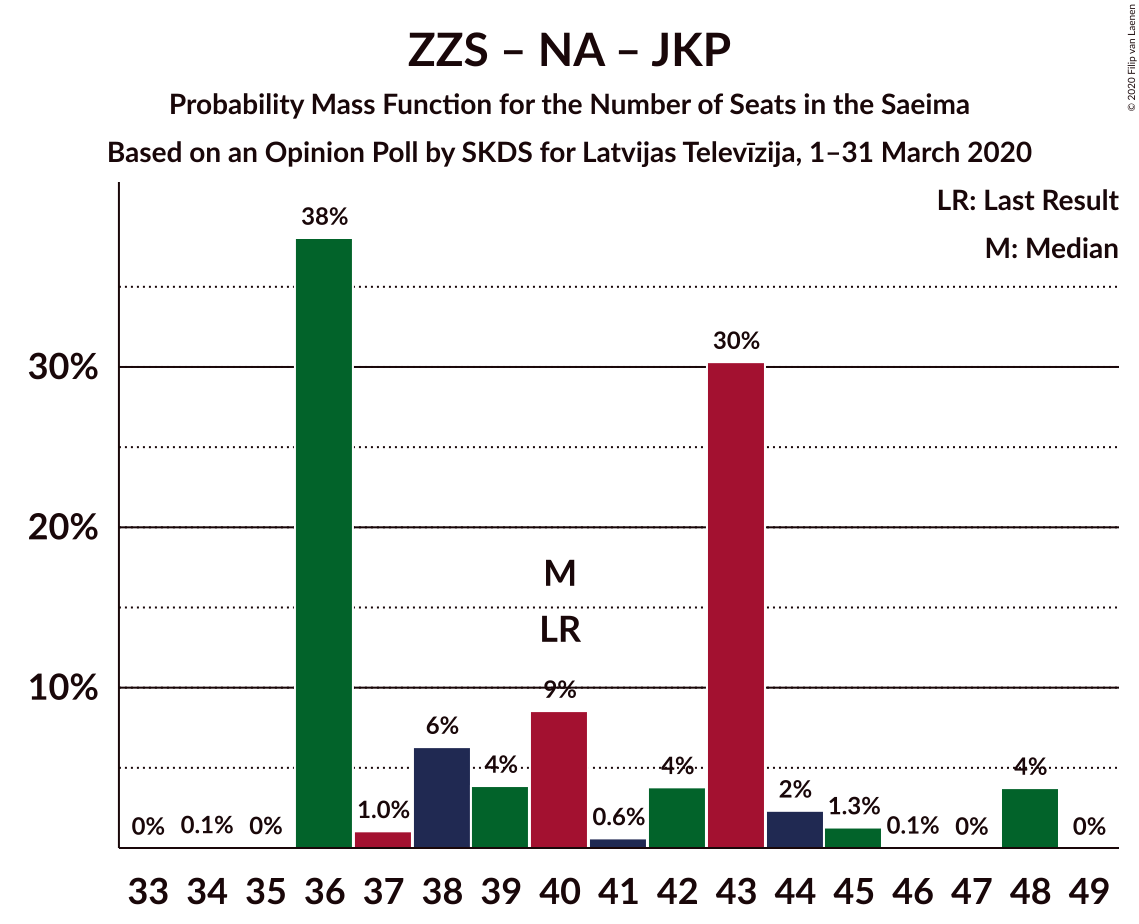 ZZS – NA – JKP
Probability Mass Function for the Number of Seats in the Saeima
Based on an Opinion Poll by SKDS for Latvijas Televīzija, 1–31 March 2020
© 2020 Filip van Laenen
LR: Last Result
M: Median
38%
30%
30%
20%
M
LR
10%
9%
6%
4%
4%
4%
2%
1.3%
1.0%
0.6%
0%
0.1%
0%
0.1%
0%
0%
33 34 35 36 37 38 39 40 41 42 43 44 45 46 47 48 49